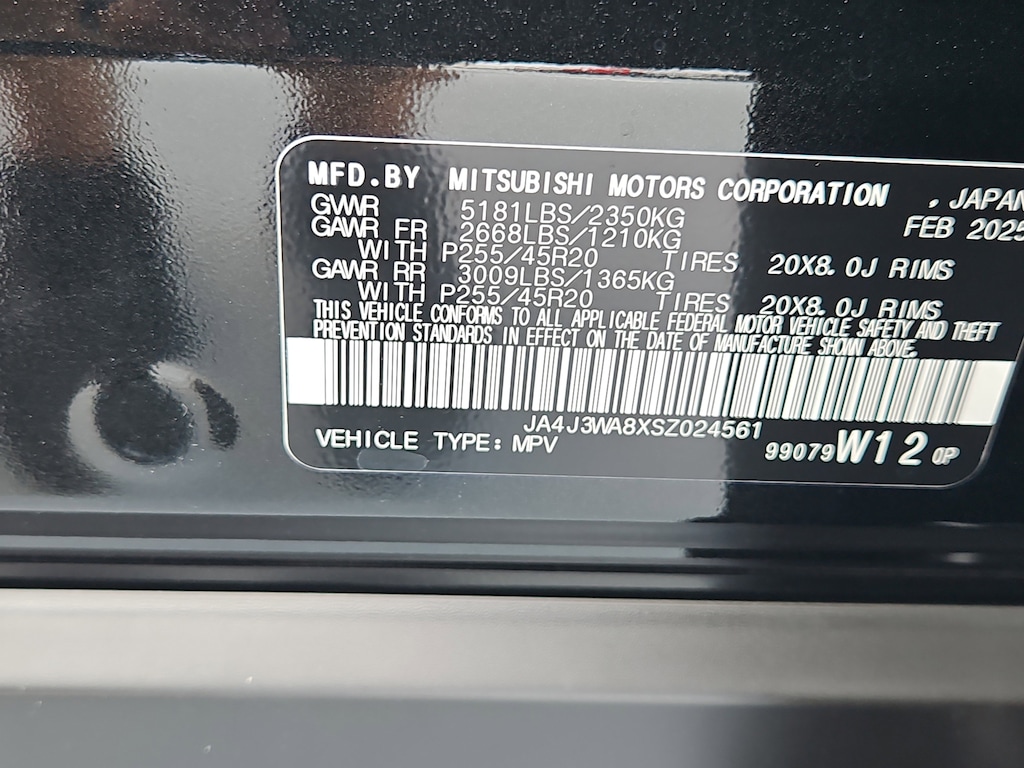 MFD.BY MITSUBISHI MOTORS CORPORATION , JAPAN
GWR 5181LBS/2350KG FEB 2025
GAWR FR 2668LBS/1210KG
WITH P255/45R20 TIRES 20X8.0J RIMS
GAWR RR 3009LBS/1365KG
WITH P255/45R20 TIRES 20X8.0J RIMS
THIS VEHICLE CONFORMS TO ALL APPLICABLE FEDERAL MOTOR VEHICLE SAFETY AND THEFT
PREVENTION STANDARDS IN EFFECT ON THE DATE OF MANUFACTURE SHOWN ABOVE.
JA4J3WA8XSZ024561
VEHICLE TYPE: MPV 99079 W12 0P